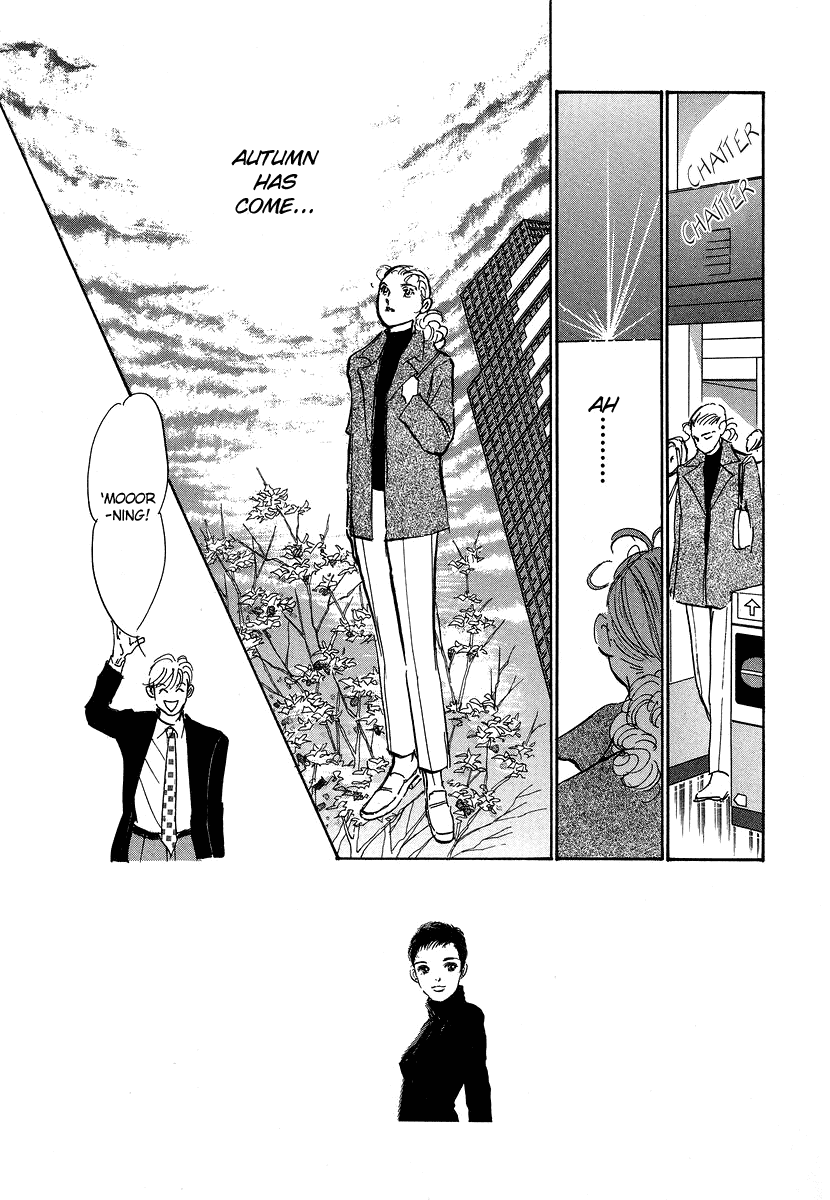 CHATTER
CHATTER
AH
.........
AUTUMN
HAS
COME...
'MOOOR
-NING!